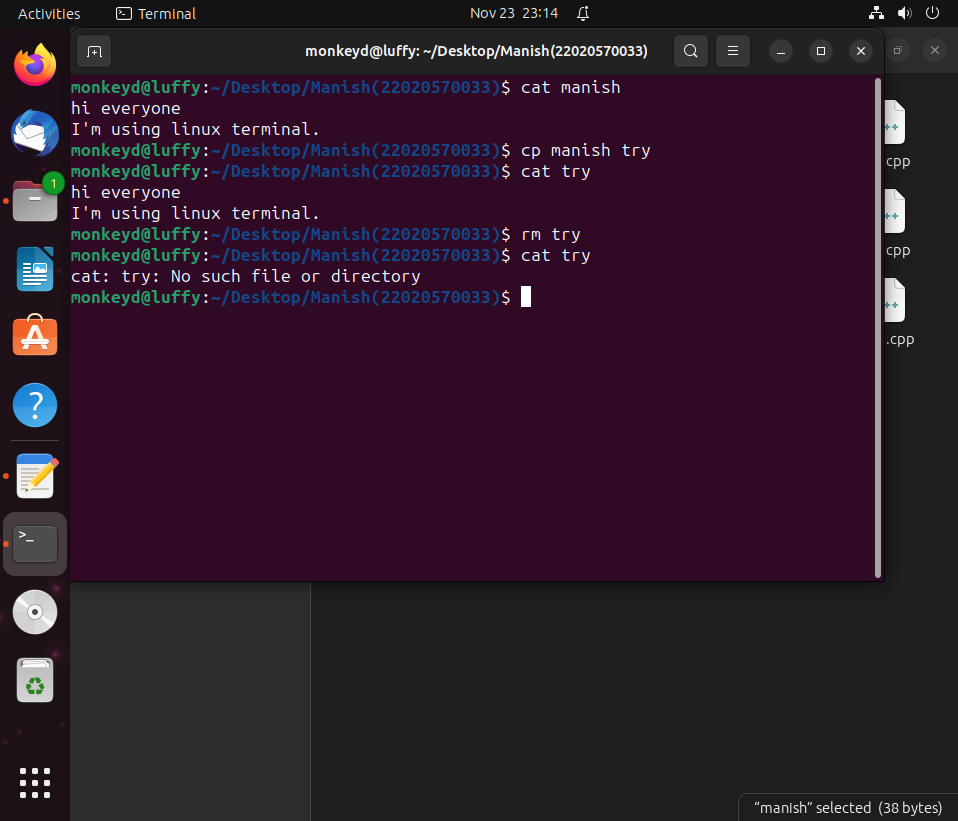 Activities
Terminal
Nov 23 23:14
monkeyd@luffy: ~/Desktop/Manish(22020570033)
monkeyd@luffy:~/Desktop/Manish(22020570033)$ cat manish
hi everyone
I'm using linux terminal.
monkeyd@luffy:~/Desktop/Manish(22020570033)$ cp manish try
monkeyd@luffy:~/Desktop/Manish(22020570033)$ cat try
hi everyone
I'm using linux terminal.
monkeyd@luffy:~/Desktop/Manish(22020570033)$ rm try
monkeyd@luffy:~/Desktop/Manish(22020570033)$ cat try
cat: try: No such file or directory
monkeyd@luffy:~/Desktop/Manish(22020570033)$
1
++
.cpp
++
.cpp
++
.cpp
>_
?
"manish" selected (38 bytes)